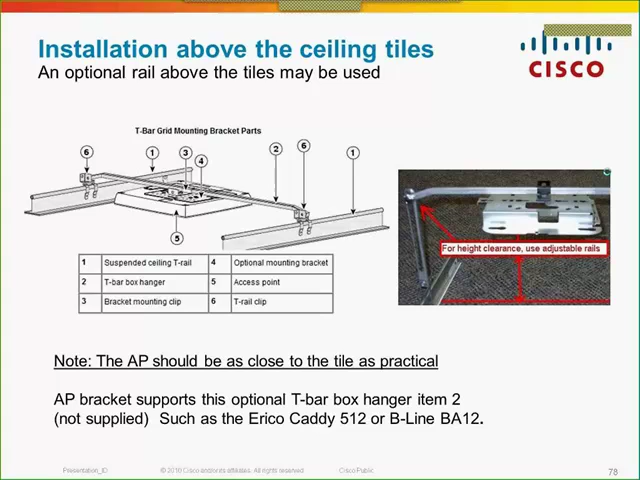 Installation above the ceiling tiles
An optional rail above the tiles may be used
CISCO
T-Bar Grid Mounting Bracket Parts
6 1 3 4 2 6 1
5
For height clearance, use adjustable rails
1 Suspended ceiling T-rail 4 Optional mounting bracket
2 T-bar box hanger 5 Access point
3 Bracket mounting clip 6 T-rail clip
Note: The AP should be as close to the tile as practical
AP bracket supports this optional T-bar box hanger item 2
(not supplied) Such as the Erico Caddy 512 or B-Line BA12.
Presentation_ID © 2010 Cisco and/or its affiliates. All rights reserved. Cisco Public 78